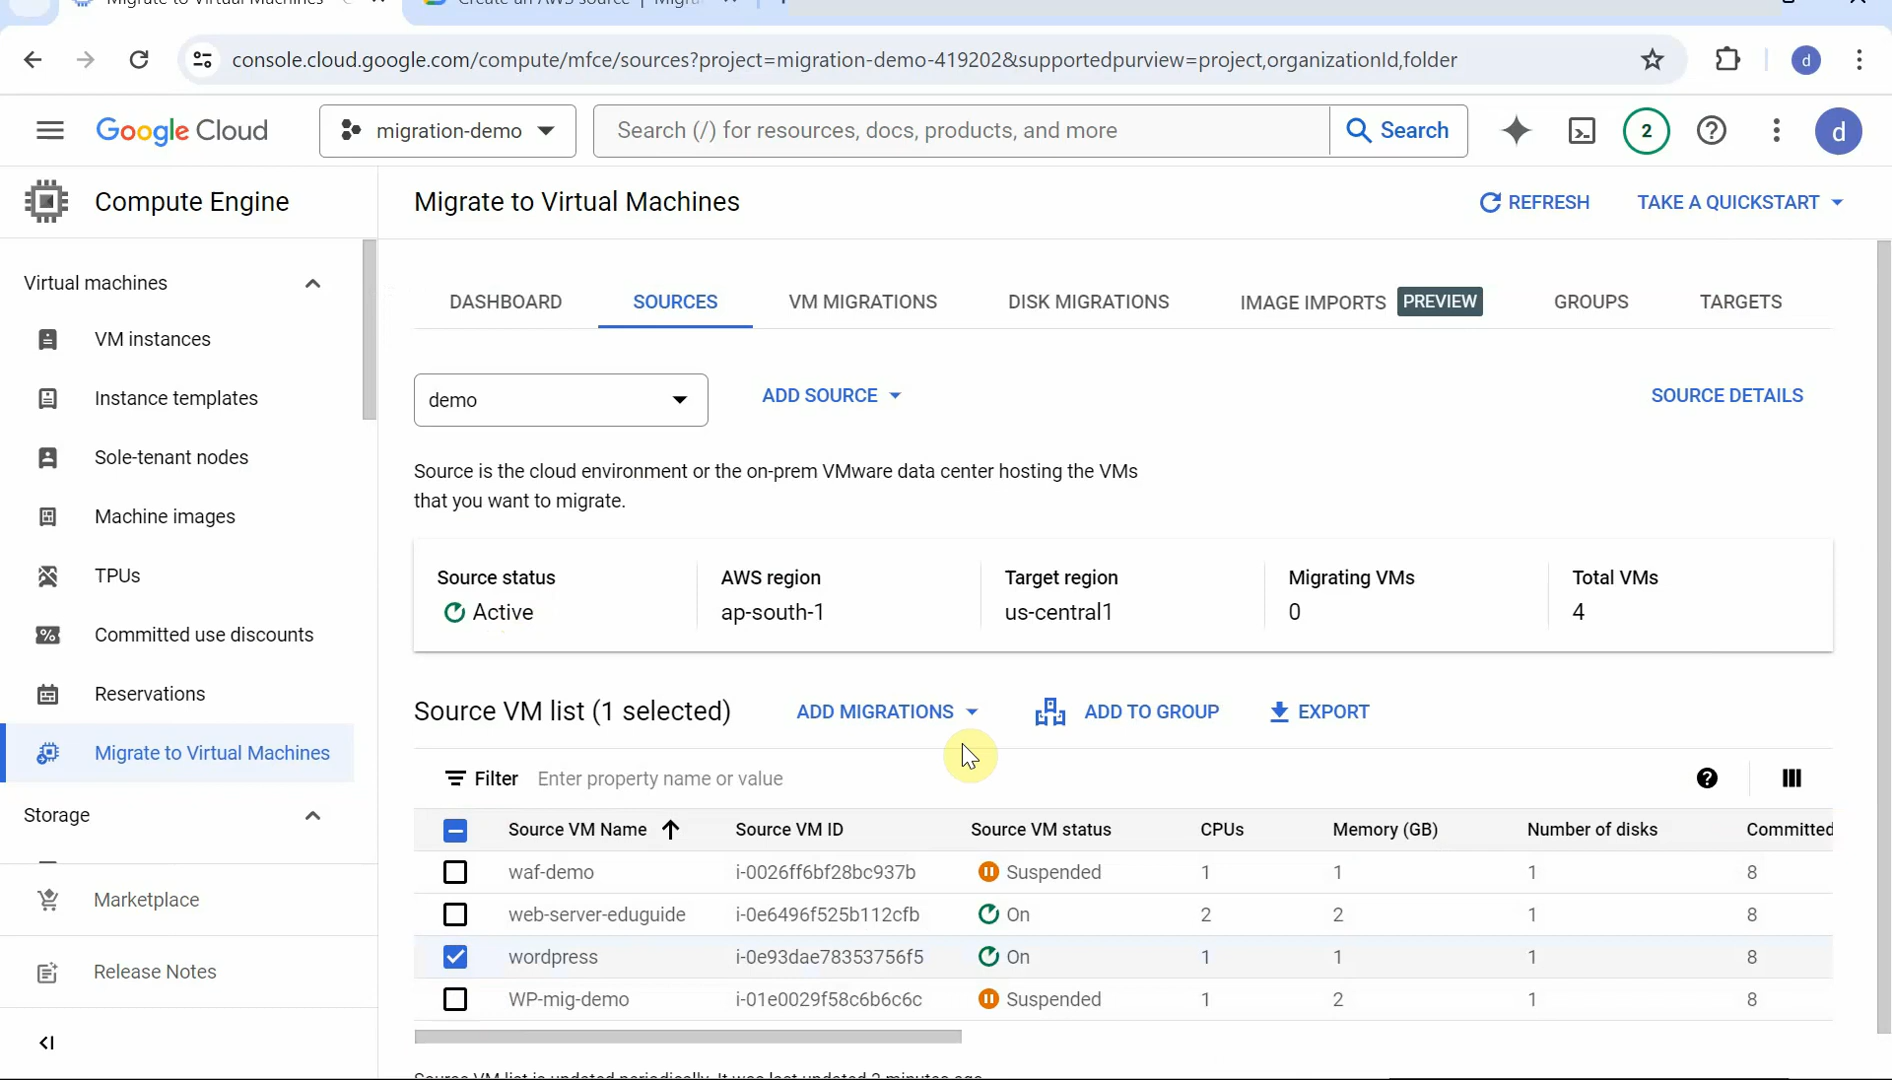 Migrate to Virtual Machines
Create an AWS source | Migra
console.cloud.google.com/compute/mfce/sources?project=migration-demo-419202&supportedpurview=project,organizationId,folder
d
Google Cloud
migration-demo
Search (/) for resources, docs, products, and more
Search
2
d
Compute Engine
Migrate to Virtual Machines
REFRESH
TAKE A QUICKSTART
Virtual machines
VM instances
Instance templates
Sole-tenant nodes
Machine images
TPUs
Committed use discounts
Reservations
Migrate to Virtual Machines
Storage
Marketplace
Release Notes
DASHBOARD
SOURCES
VM MIGRATIONS
DISK MIGRATIONS
IMAGE IMPORTS PREVIEW
GROUPS
TARGETS
demo
ADD SOURCE
SOURCE DETAILS
Source is the cloud environment or the on-prem VMware data center hosting the VMs
that you want to migrate.
Source status
Active
AWS region
ap-south-1
Target region
us-central1
Migrating VMs
0
Total VMs
4
Source VM list (1 selected)
ADD MIGRATIONS
ADD TO GROUP
EXPORT
Filter Enter property name or value
Source VM Name Source VM ID Source VM status CPUs Memory (GB) Number of disks Committed
waf-demo i-0026ff6bf28bc937b Suspended 1 1 1 8
web-server-eduguide i-0e6496f525b112cfb On 2 2 1 8
wordpress i-0e93dae78353756f5 On 1 1 1 8
WP-mig-demo i-01e0029f58c6b6c6c Suspended 1 2 1 8
Source VM list is updated periodically. It was last updated 2 minutes ago